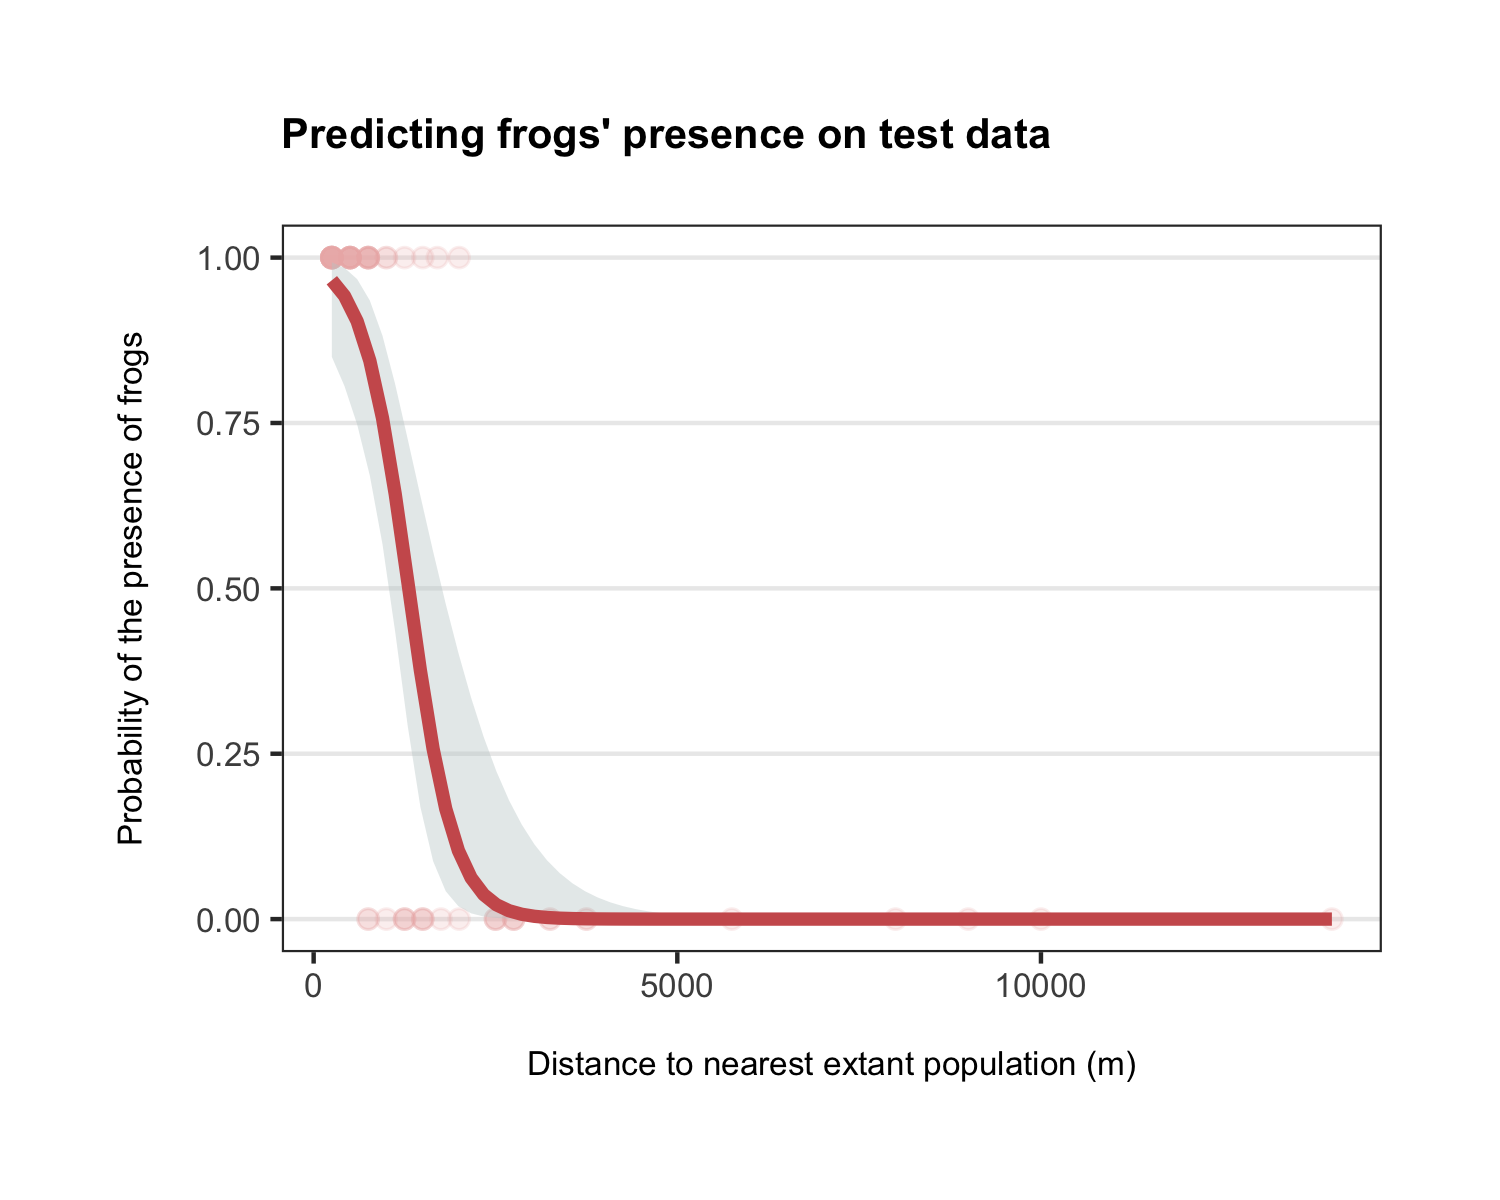 Predicting frogs' presence on test data
Probability of the presence of frogs
1.00
0.75
0.50
0.25
0.00
0
5000
10000
Distance to nearest extant population (m)